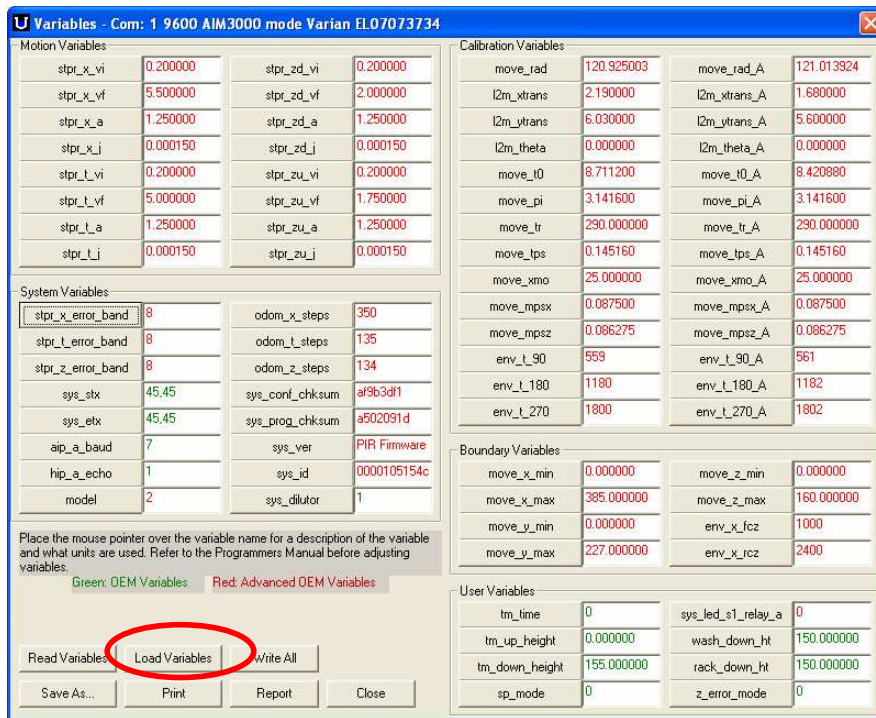 Variables - Com: 1 9600 AIM3000 mode Varian EL07073734
Motion Variables
stpr_x_vi 0.200000 stpr_zd_vi 0.200000
stpr_x_vf 5.500000 stpr_zd_vf 2.000000
stpr_x_a 1.250000 stpr_zd_a 1.250000
stpr_x_j 0.000150 stpr_zd_j 0.000150
stpr_t_vi 0.200000 stpr_zu_vi 0.200000
stpr_t_vf 5.000000 stpr_zu_vf 1.750000
stpr_t_a 1.250000 stpr_zu_a 1.250000
stpr_t_j 0.000150 stpr_zu_j 0.000150
System Variables
stpr_x_error_band 8 odom_x_steps 350
stpr_t_error_band 8 odom_t_steps 135
stpr_z_error_band 8 odom_z_steps 134
sys_stx 45,45 sys_conf_chksum af9b3df1
sys_etx 45,45 sys_prog_chksum a502091d
aip_a_baud 7 sys_ver PIR Firmware
hip_a_echo 1 sys_id 0000105154c
model 2 sys_dilutor 1
Place the mouse pointer over the variable name for a description of the variable
and what units are used. Refer to the Programmers Manual before adjusting
variables.
Green: OEM Variables Red: Advanced OEM Variables
Read Variables Load Variables Write All
Save As... Print Report Close
Calibration Variables
move_rad 120.925003 move_rad_A 121.013924
l2m_xtrans 2.190000 l2m_xtrans_A 1.680000
l2m_ytrans 6.030000 l2m_ytrans_A 5.600000
l2m_theta 0.000000 l2m_theta_A 0.000000
move_t0 8.711200 move_t0_A 8.420880
move_pi 3.141600 move_pi_A 3.141600
move_tr 290.000000 move_tr_A 290.000000
move_tps 0.145160 move_tps_A 0.145160
move_xmo 25.000000 move_xmo_A 25.000000
move_mpsx 0.087500 move_mpsx_A 0.087500
move_mpsz 0.086275 move_mpsz_A 0.086275
env_t_90 559 env_t_90_A 561
env_t_180 1180 env_t_180_A 1182
env_t_270 1800 env_t_270_A 1802
Boundary Variables
move_x_min 0.000000 move_z_min 0.000000
move_x_max 385.000000 move_z_max 160.000000
move_y_min 0.000000 env_x_fcz 1000
move_y_max 227.000000 env_x_rcz 2400
User Variables
tm_time 0 sys_led_s1_relay_a 0
tm_up_height 0.000000 wash_down_ht 150.000000
tm_down_height 155.000000 rack_down_ht 150.000000
sp_mode 0 z_error_mode 0